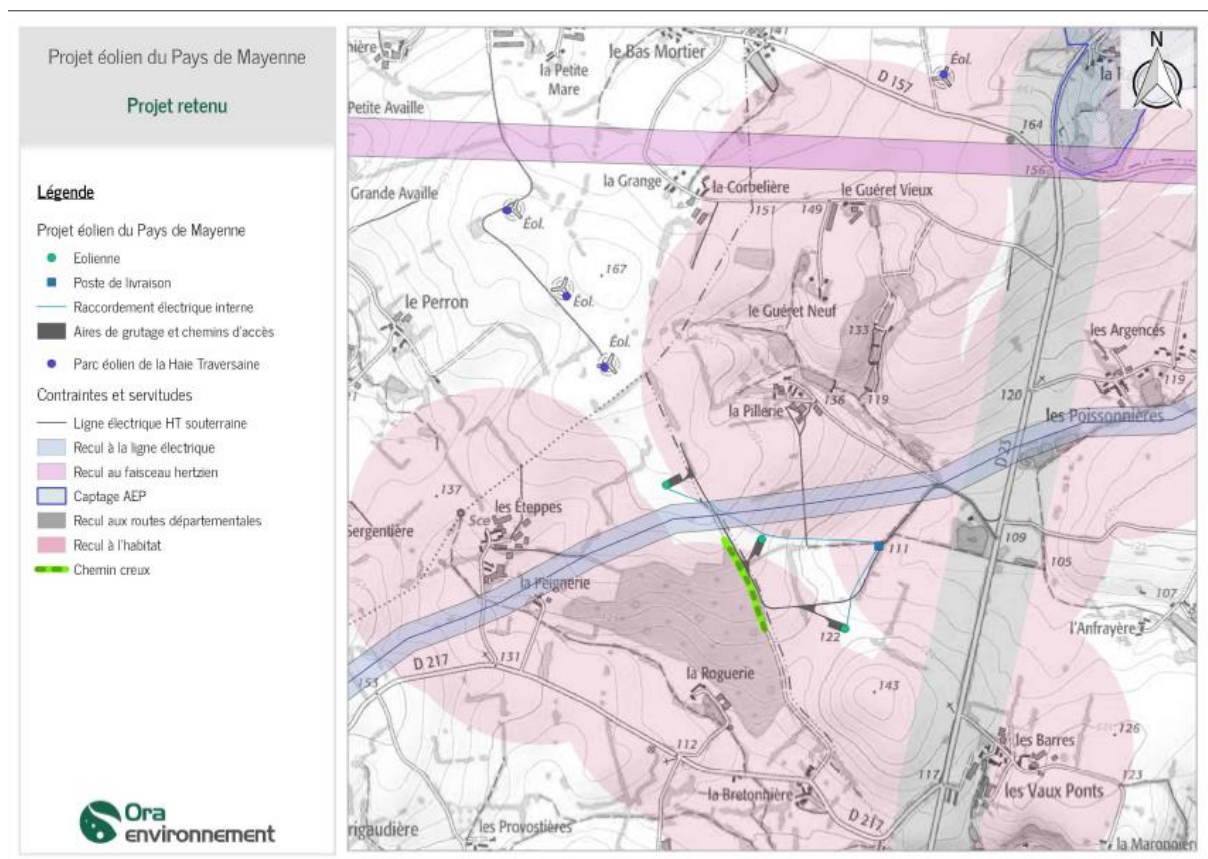 Projet éolien du Pays de Mayenne
Projet retenu
Légende
Projet éolien du Pays de Mayenne
Eolienne
Poste de livraison
Raccordement électrique interne
Aires de grutage et chemins d'accès
Parc éolien de la Haie Traversaine
Contraintes et servitudes
Ligne électrique HT souterraine
Recul à la ligne électrique
Recul au faisceau hertzien
Captage AEP
Recul aux routes départementales
Recul à l'habitat
Chemin creux
Ora
environnement
N
le Bas Mortier
la Petite
Mare
Éol.
D 157
Petite Availle
164
156
la Grange
la Corbelière
le Guéret Vieux
Grande Availle
151
149
Éol.
167
Éol.
le Perron
le Guéret Neuf
133
les Argencés
Éol.
120
119
136
119
la Pillerie
les Poissonnières
D 23
137
Sce
les Éteppes
Sergentière
109
111
105
la Peignerie
107
l'Anfrayère
122
D 217
131
153
la Roguerie
143
112
les Barres
126
117
123
la Bretonnière
les Vaux Ponts
D 217
rigaudière
les Provostières
la Maronnière